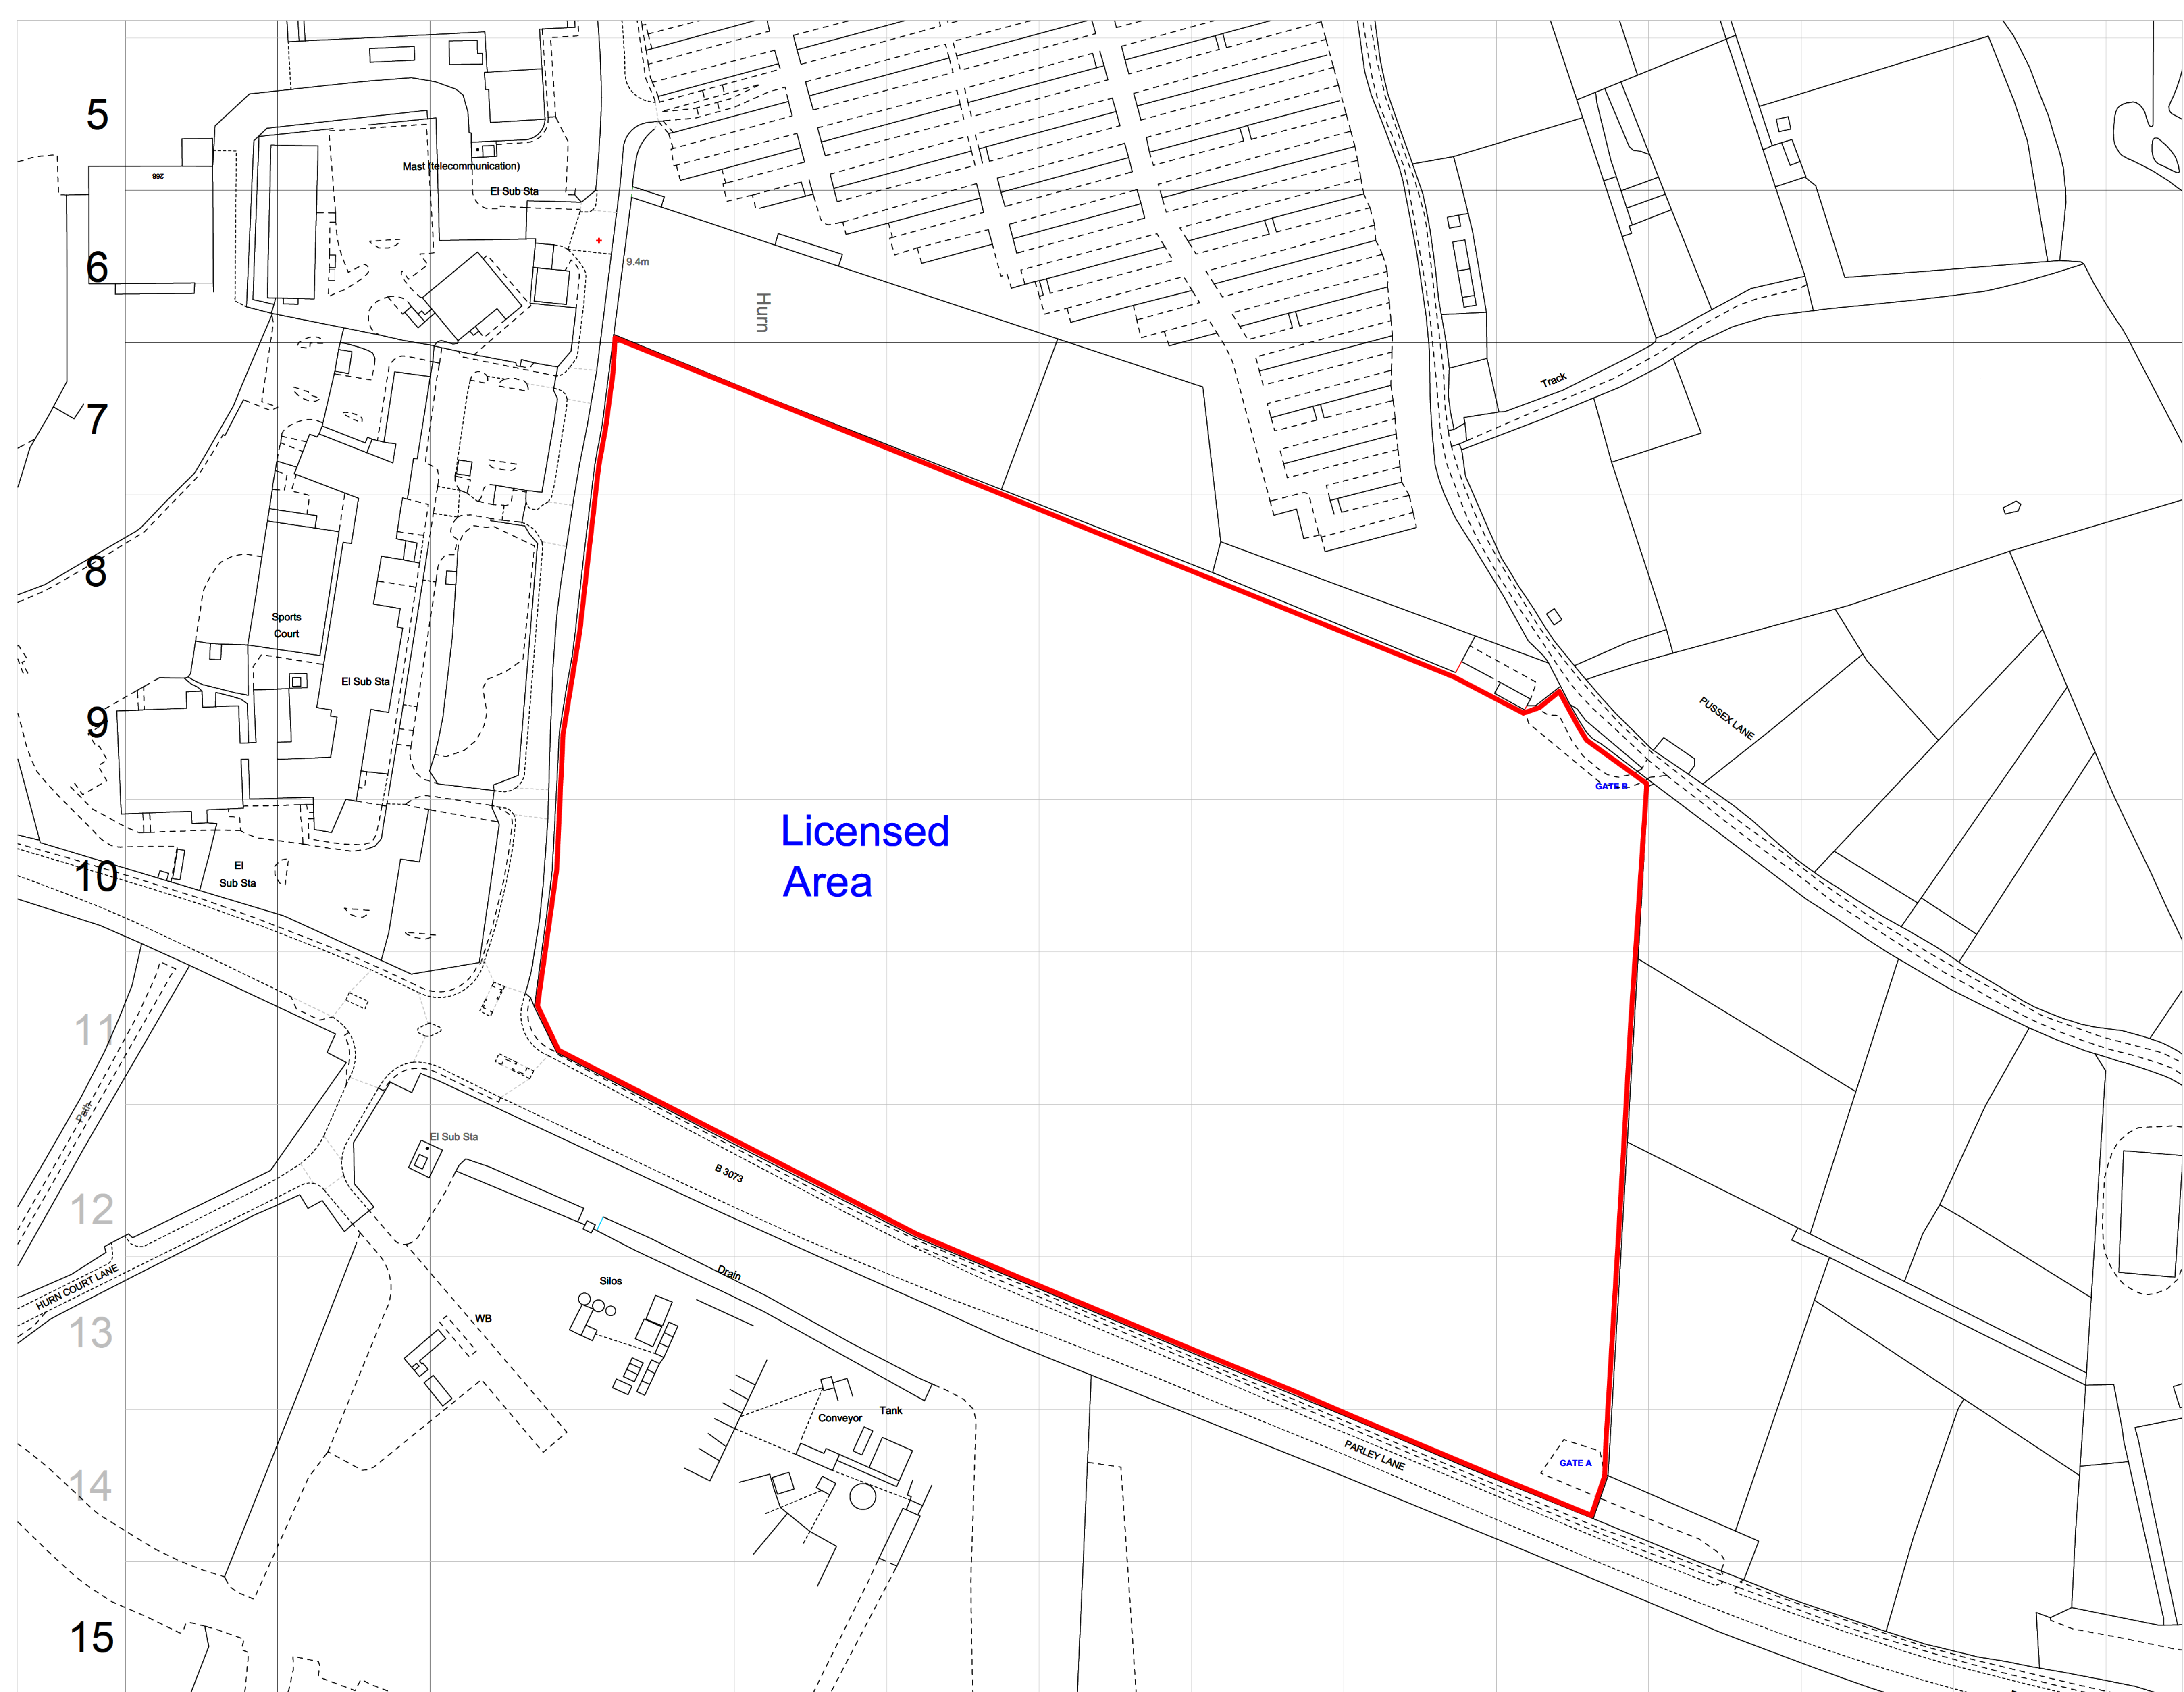 5
Mast (telecommunication)
268
El Sub Sta
6
9.4m
Hurn
Track
7
8
Sports
Court
El Sub Sta
9
PUSSEX LANE
GATE B
Licensed
Area
El
Sub Sta
10
11
Path
El Sub Sta
B 3073
12
HURN COURT LANE
Drain
Silos
WB
13
Tank
Conveyor
PARLEY LANE
GATE A
14
15